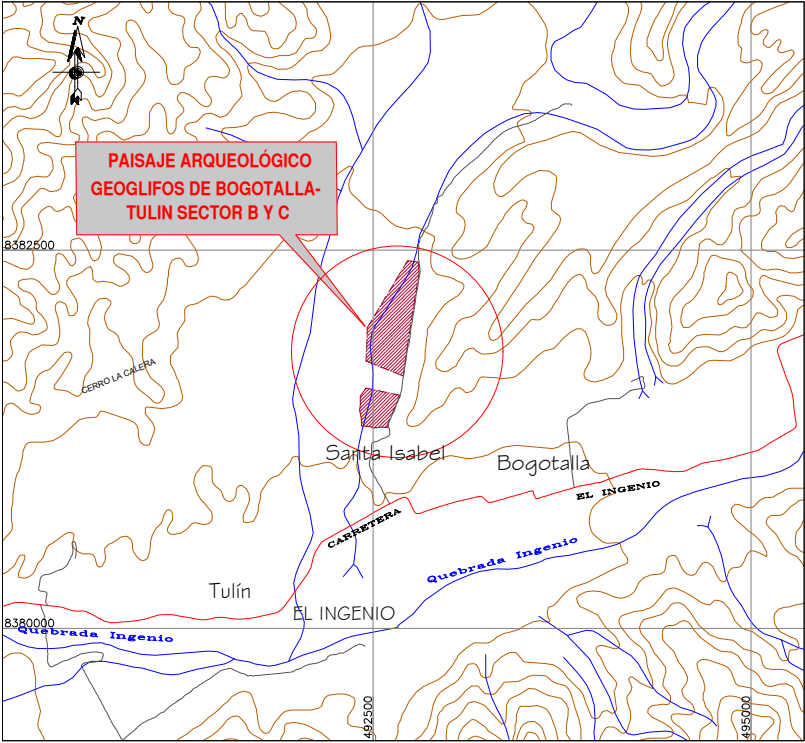 N
PAISAJE ARQUEOLÓGICO
GEOGLIFOS DE BOGOTALLA-
TULIN SECTOR B Y C
8382500
CERRO LA CALERA
Santa Isabel
Bogotalla
EL INGENIO
CARRETERA
Quebrada Ingenio
Tulín
EL INGENIO
8380000
Quebrada Ingenio
492500
495000